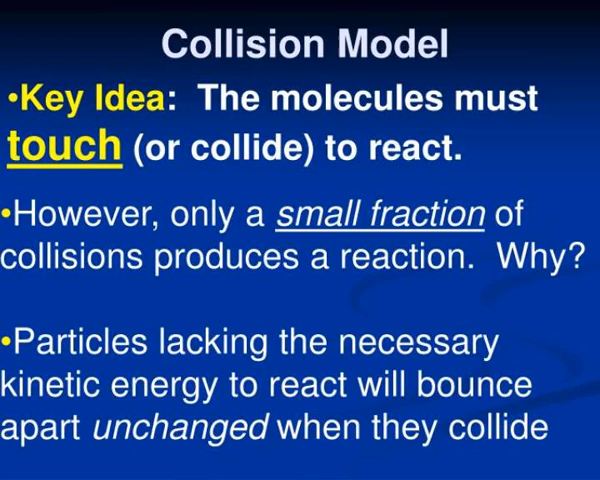 Collision Model
•Key Idea:  The molecules must
touch (or collide) to react.
•However, only a small fraction of
collisions produces a reaction.  Why?
•Particles lacking the necessary
kinetic energy to react will bounce
apart unchanged when they collide